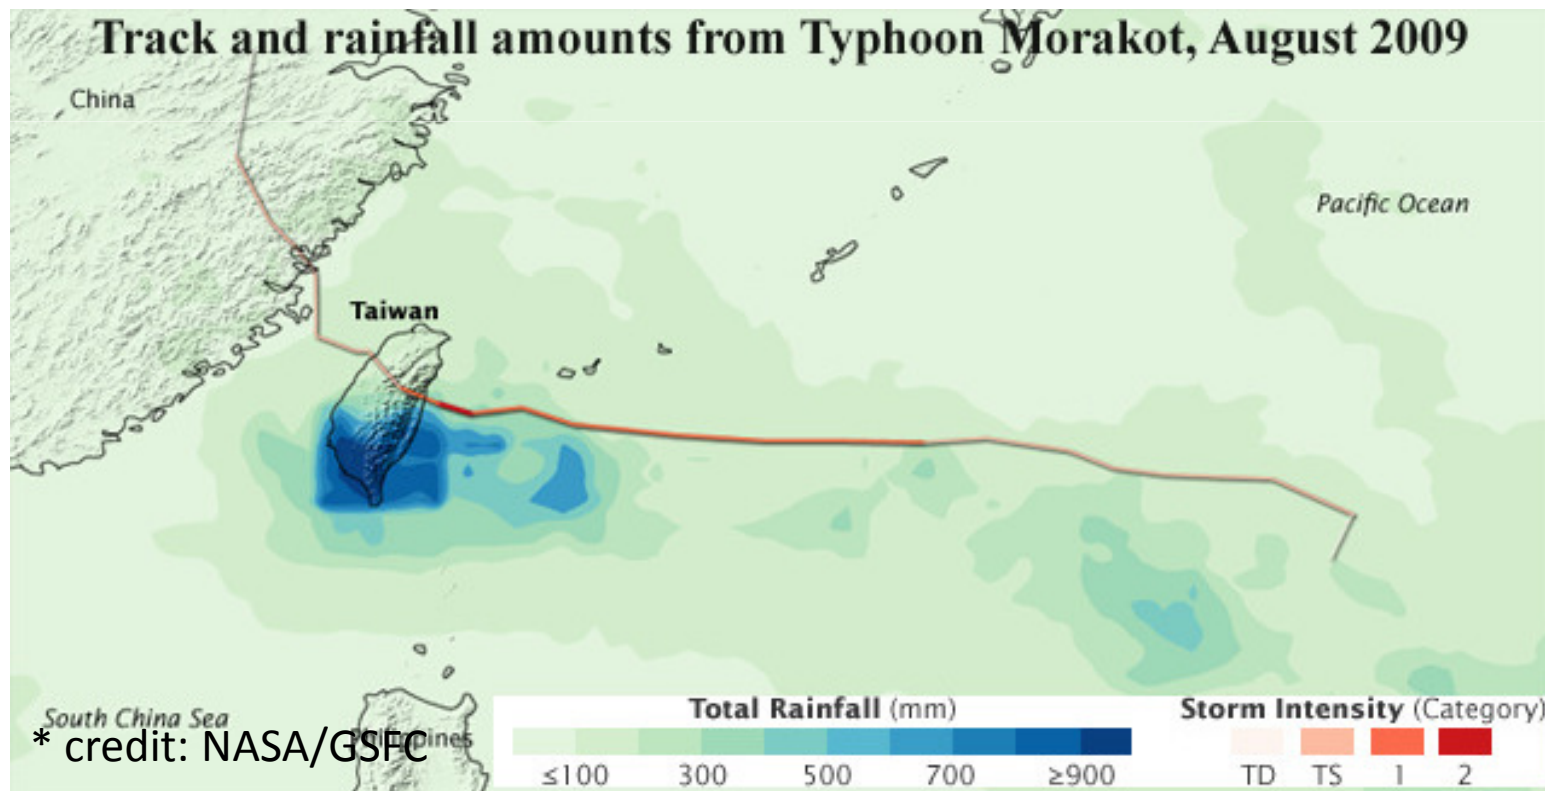 Track and rainfall amounts from Typhoon Morakot, August 2009
China
Pacific Ocean
Taiwan
South China Sea
Philippines
* credit: NASA/GSFC
Total Rainfall (mm)
≤100 300 500 700 ≥900
Storm Intensity (Category)
TD TS 1 2